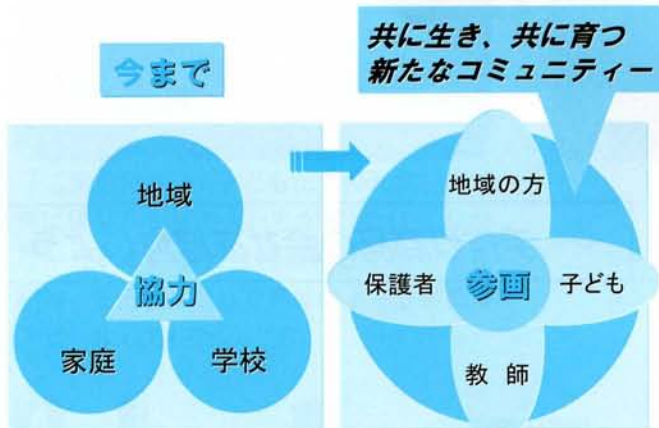 今まで
地域
協力
家庭
学校
共に生き、共に育つ
新たなコミュニティー
地域の方
保護者
参画
子ども
教師